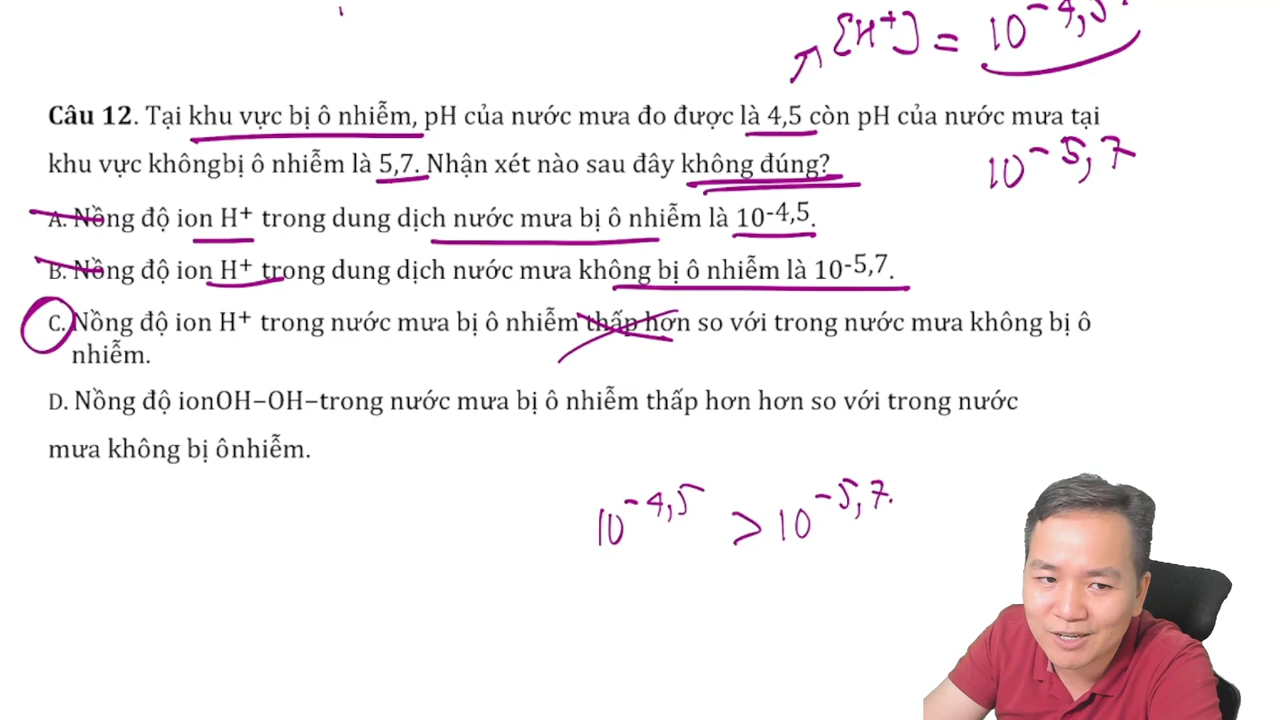 [H⁺] = 10⁻⁴,⁵
Câu 12. Tại khu vực bị ô nhiễm, pH của nước mưa đo được là 4,5 còn pH của nước mưa tại
khu vực khôngbị ô nhiễm là 5,7. Nhận xét nào sau đây không đúng?
10⁻⁵,⁷
A. Nồng độ ion H⁺ trong dung dịch nước mưa bị ô nhiễm là 10⁻⁴,⁵.
B. Nồng độ ion H⁺ trong dung dịch nước mưa không bị ô nhiễm là 10⁻⁵,⁷.
C. Nồng độ ion H⁺ trong nước mưa bị ô nhiễm thấp hơn so với trong nước mưa không bị ô
nhiễm.
D. Nồng độ ionOH−OH−trong nước mưa bị ô nhiễm thấp hơn hơn so với trong nước
mưa không bị ônhiễm.
10⁻⁴,⁵ > 10⁻⁵,⁷.